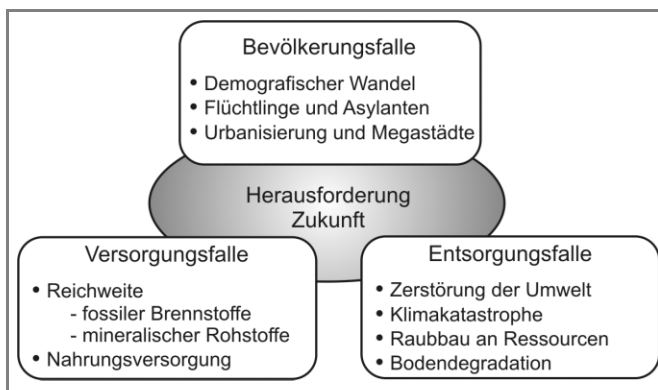 Bevölkerungsfalle
• Demografischer Wandel
• Flüchtlinge und Asylanten
• Urbanisierung und Megastädte
Herausforderung
Zukunft
Versorgungsfalle
• Reichweite
- fossiler Brennstoffe
- mineralischer Rohstoffe
• Nahrungsversorgung
Entsorgungsfalle
• Zerstörung der Umwelt
• Klimakatastrophe
• Raubbau an Ressourcen
• Bodendegradation